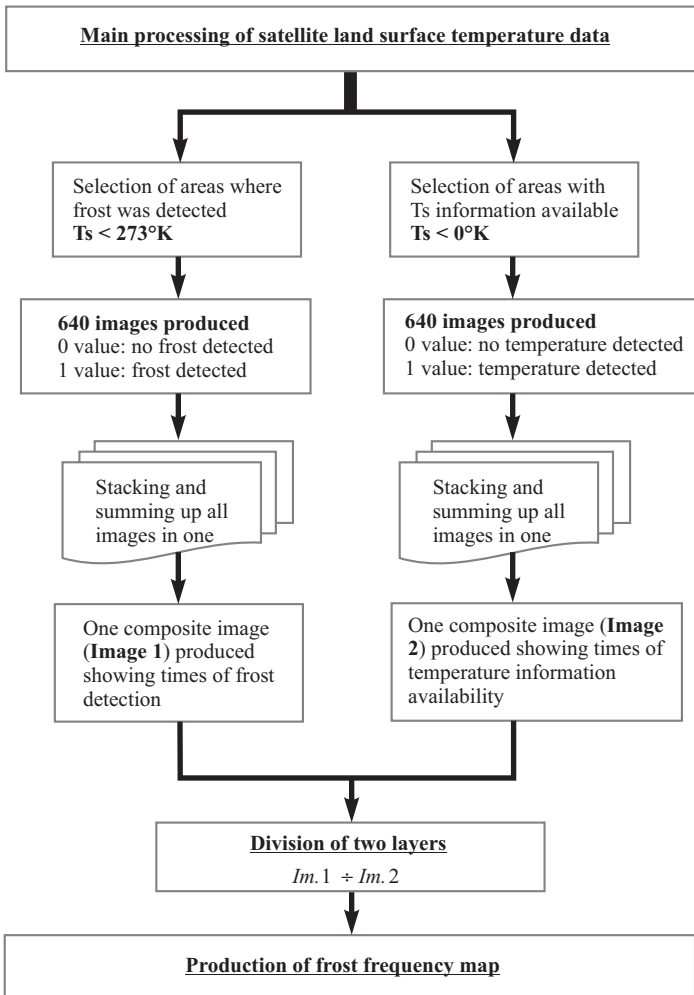 Main processing of satellite land surface temperature data
Selection of areas where
frost was detected
Ts < 273°K
Selection of areas with
Ts information available
Ts < 0°K
640 images produced
0 value: no frost detected
1 value: frost detected
640 images produced
0 value: no temperature detected
1 value: temperature detected
Stacking and
summing up all
images in one
Stacking and
summing up all
images in one
One composite image
(Image 1) produced
showing times of frost
detection
One composite image (Image
2) produced showing times of
temperature information
availability
Division of two layers
Im. 1 ÷ Im. 2
Production of frost frequency map